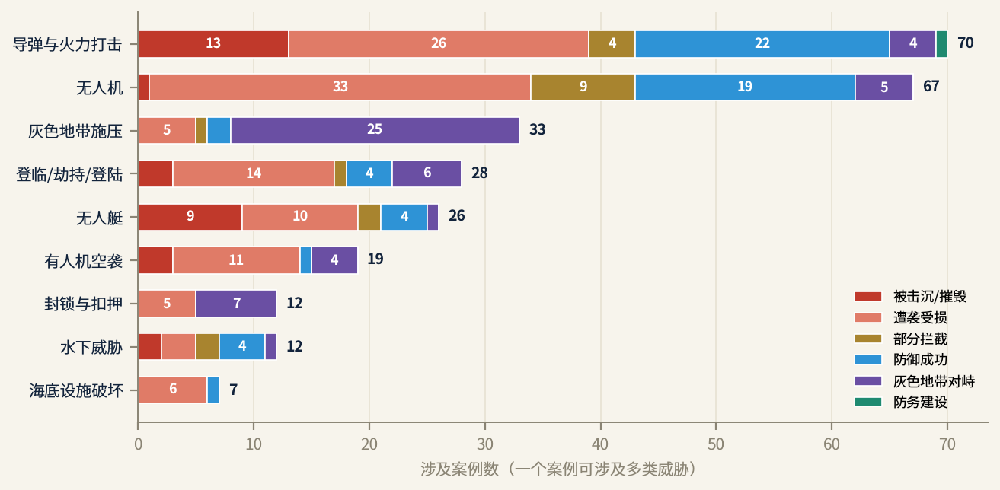 导弹与火力打击 13 26 4 22 4 70
无人机 33 9 19 5 67
灰色地带施压 5 25 33
登临/劫持/登陆 14 4 6 28
无人艇 9 10 4 26
有人机空袭 11 4 19
封锁与扣押 5 7 12
水下威胁 4 12
海底设施破坏 6 7
被击沉/摧毁
遭袭受损
部分拦截
防御成功
灰色地带对峙
防务建设
0 10 20 30 40 50 60 70
涉及案例数（一个案例可涉及多类威胁）